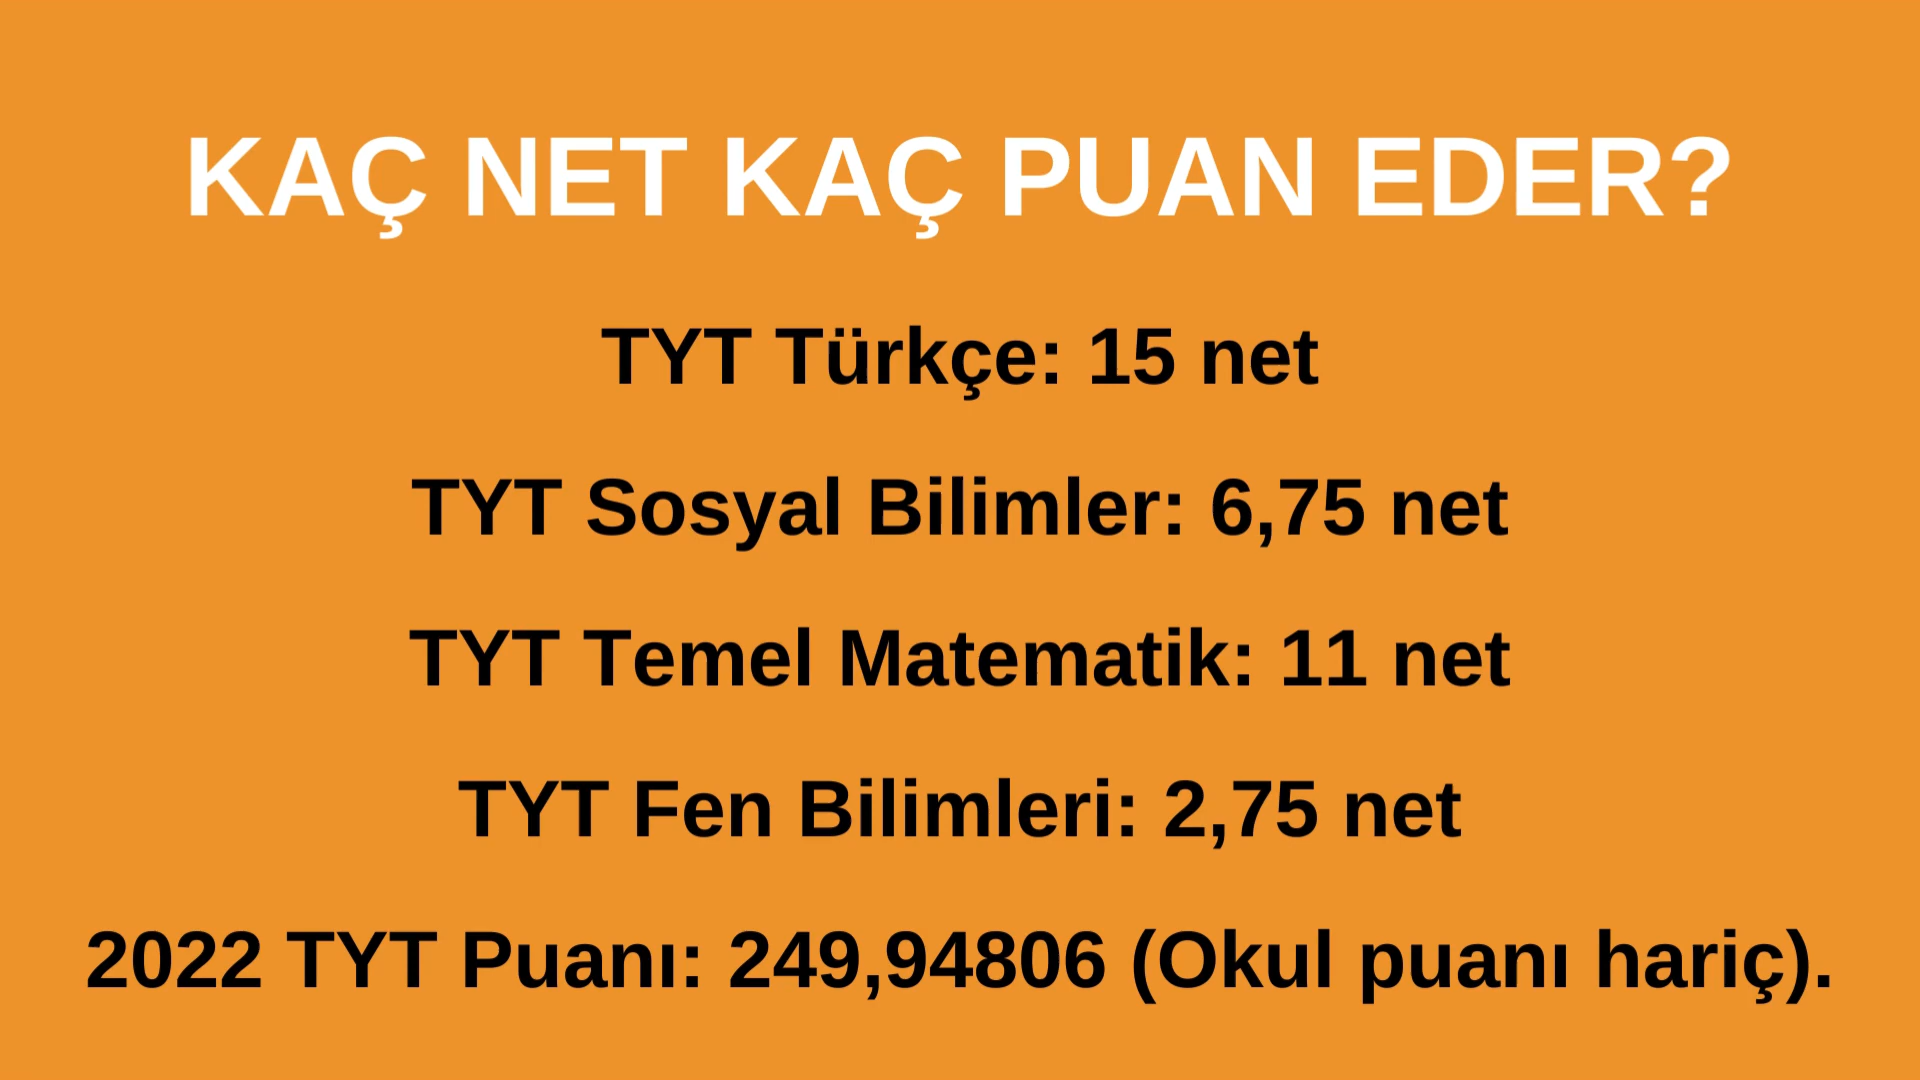 KAÇ NET KAÇ PUAN EDER?
TYT Türkçe: 15 net
TYT Sosyal Bilimler: 6,75 net
TYT Temel Matematik: 11 net
TYT Fen Bilimleri: 2,75 net
2022 TYT Puanı: 249,94806 (Okul puanı hariç).